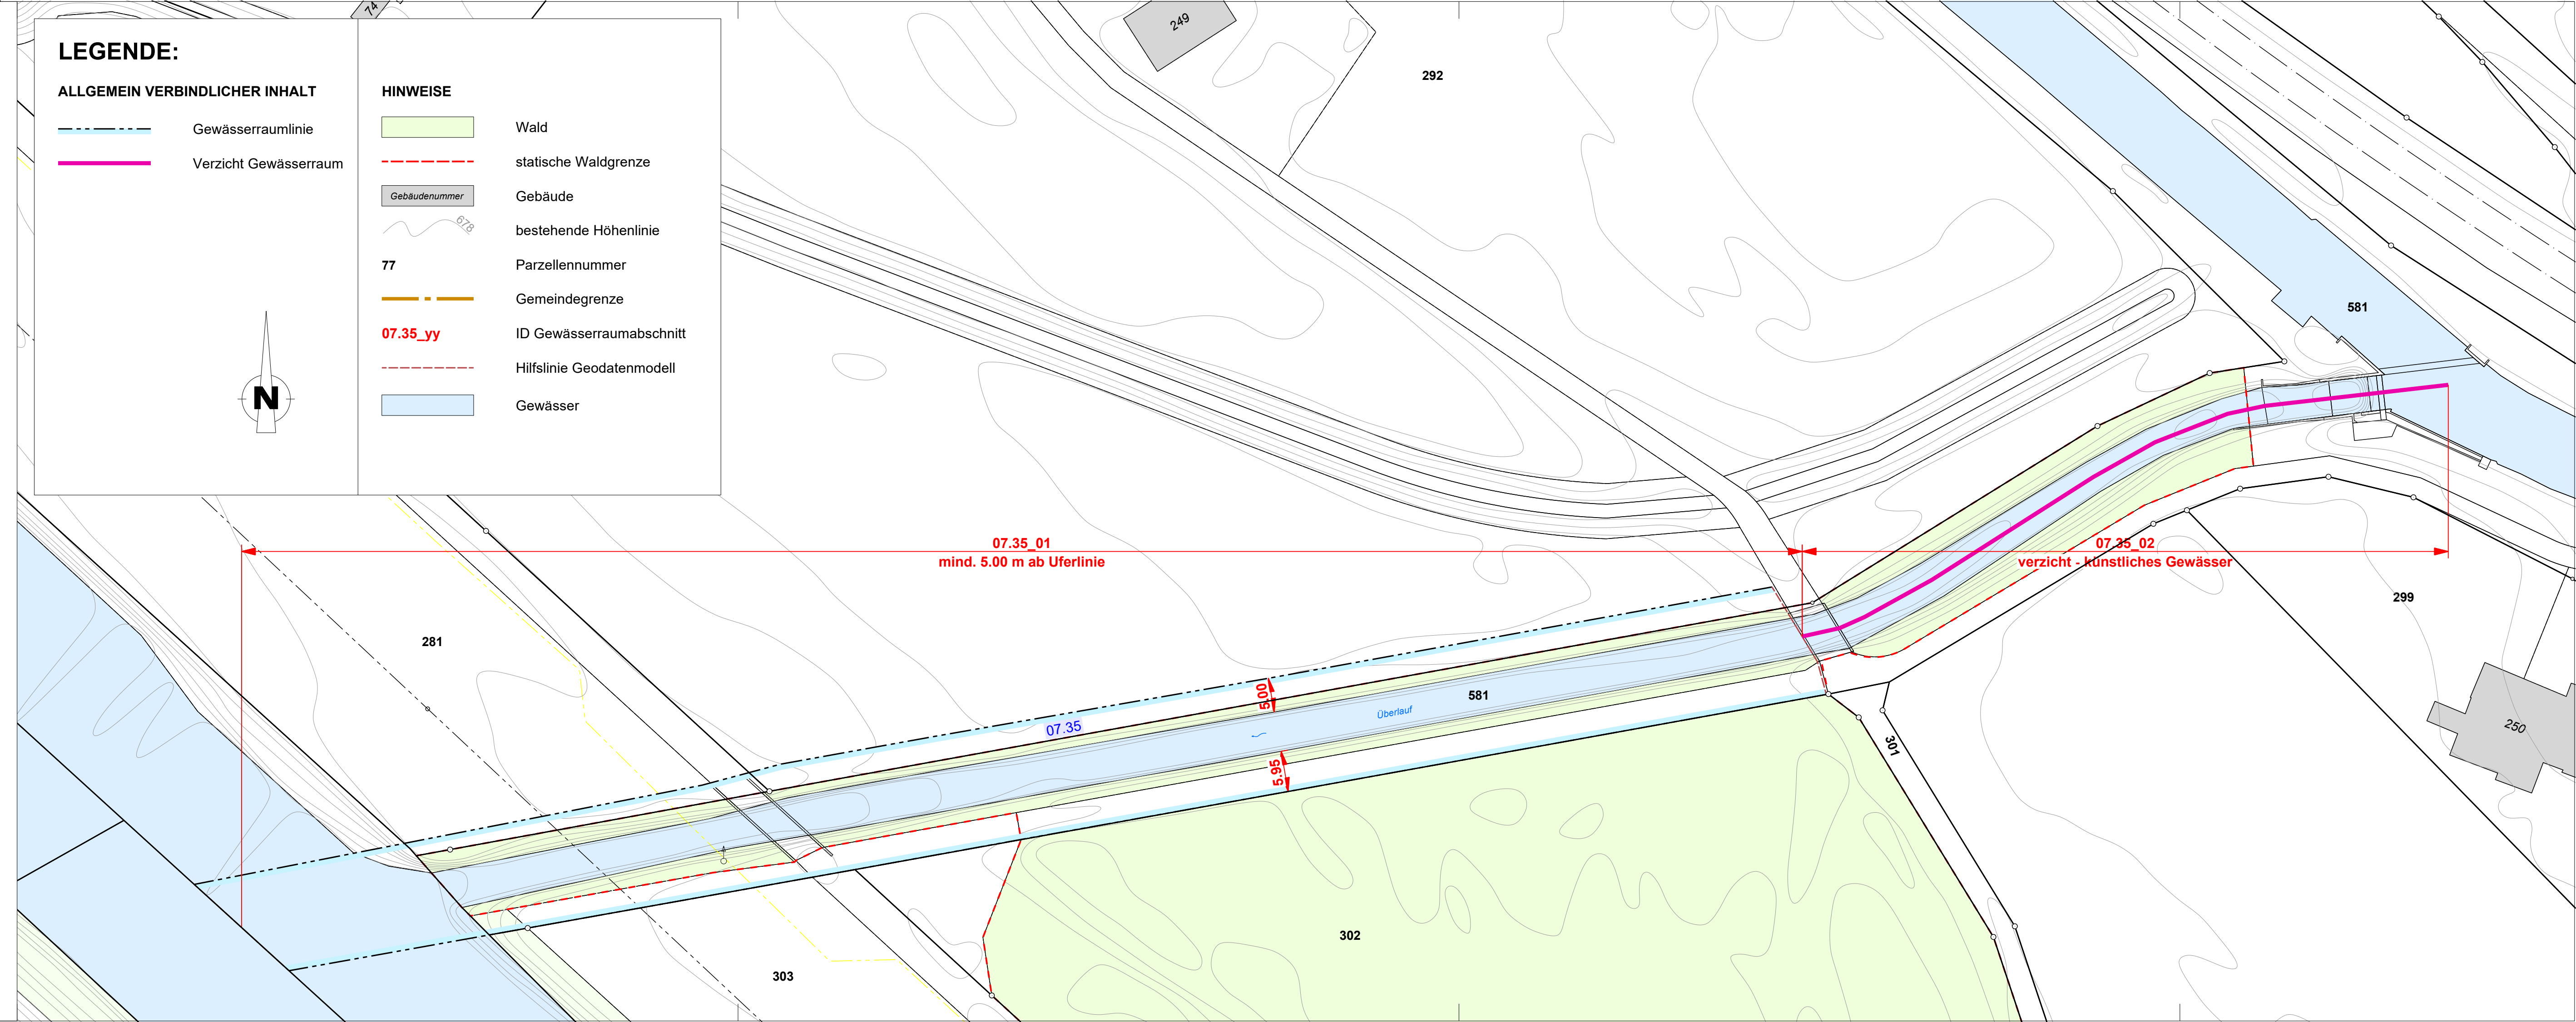 LEGENDE:
ALLGEMEIN VERBINDLICHER INHALT
Gewässerraumlinie
Verzicht Gewässerraum
N
HINWEISE
Wald
statische Waldgrenze
Gebäudenummer Gebäude
678 bestehende Höhenlinie
77 Parzellennummer
Gemeindegrenze
07.35_yy ID Gewässerraumabschnitt
Hilfslinie Geodatenmodell
Gewässer
74
249
292
581
07.35_01
mind. 5.00 m ab Uferlinie
07.35_02
verzicht - künstliches Gewässer
299
281
5.00
581
Überlauf
07.35
5.95
301
250
302
303